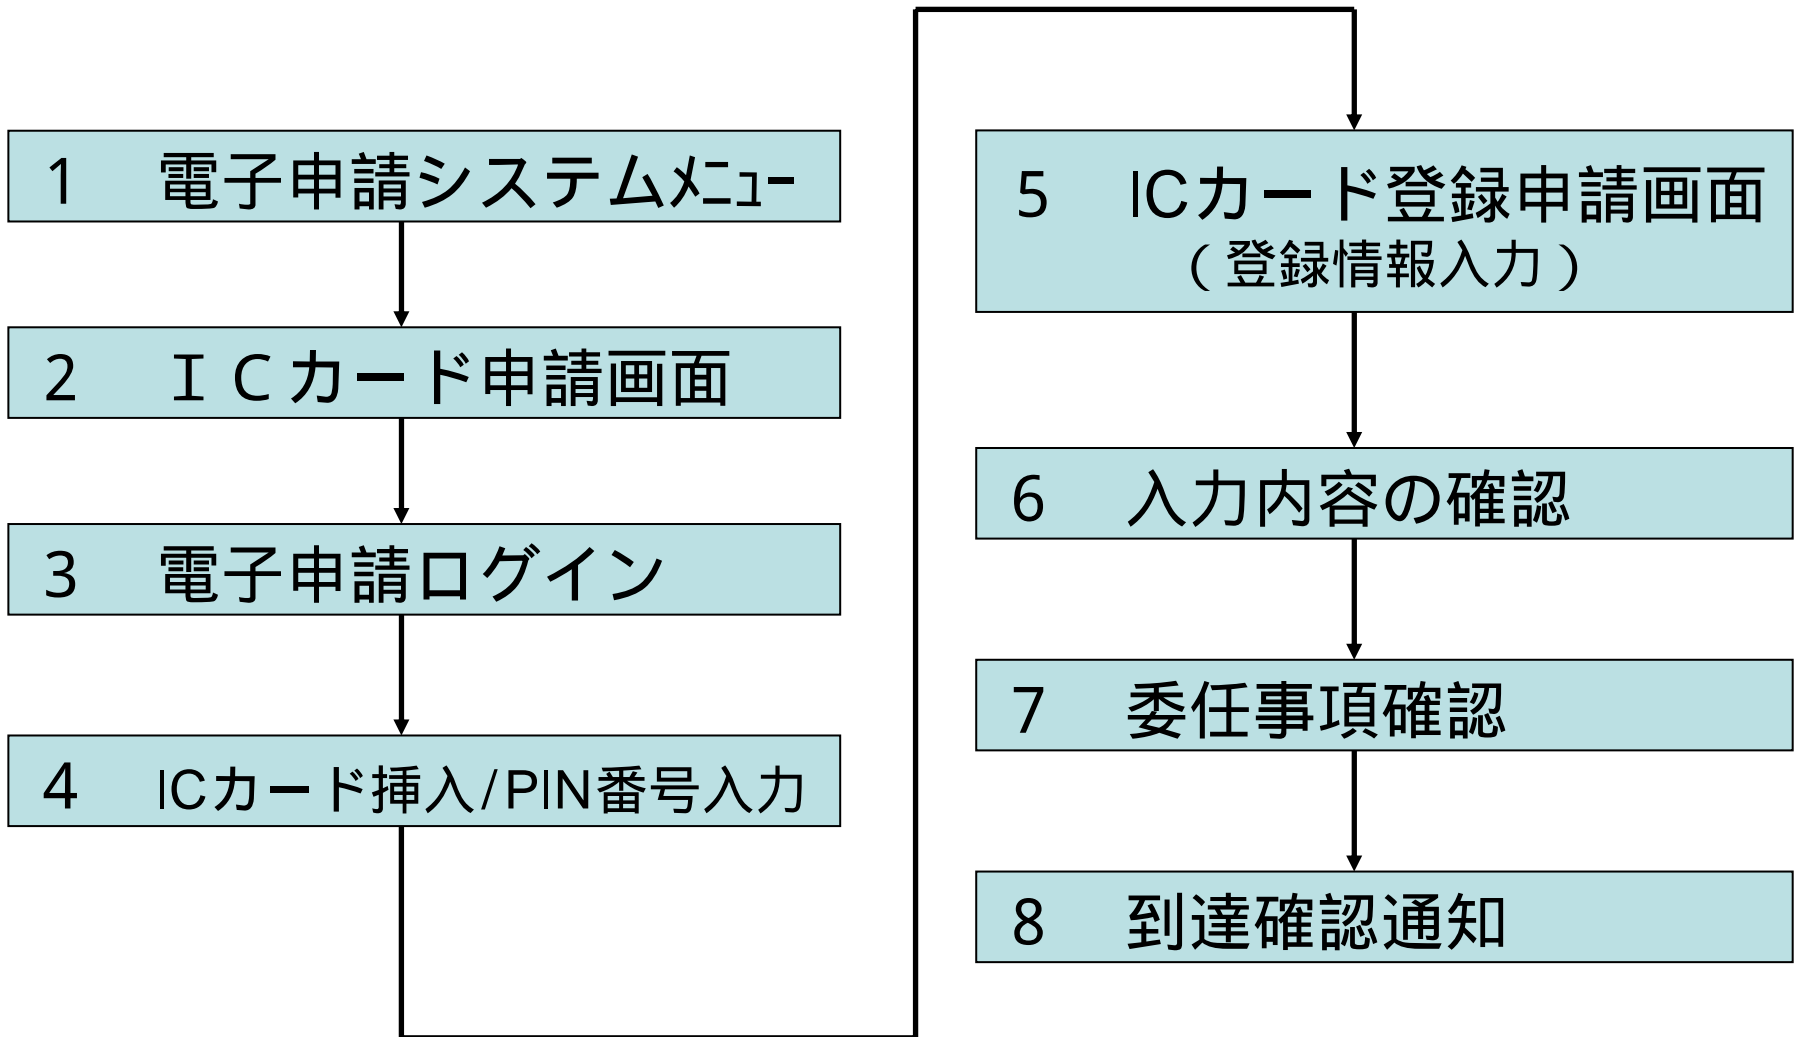 1　電子申請システムﾒﾆｭｰ
2　ＩＣカード申請画面
3　電子申請ログイン
4　ICカード挿入/PIN番号入力
5　ICカード登録申請画面
（登録情報入力）
6　入力内容の確認
7　委任事項確認
8　到達確認通知